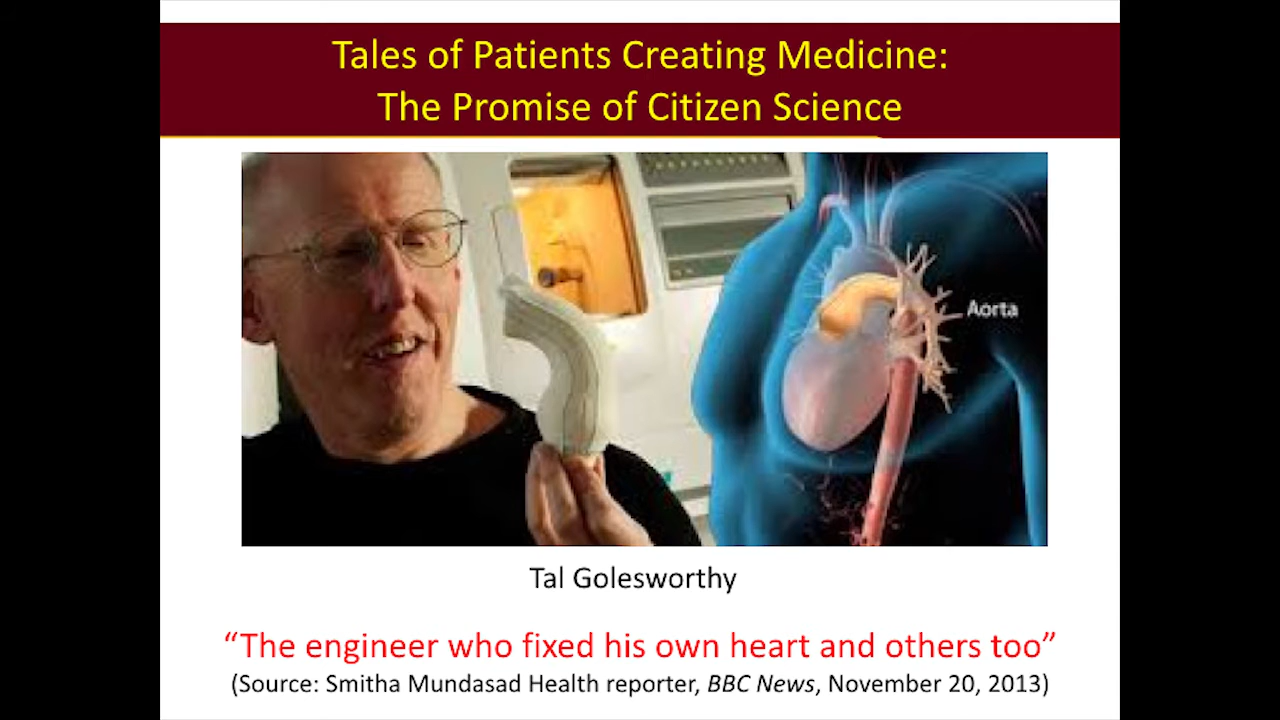 Tales of Patients Creating Medicine:
The Promise of Citizen Science
Aorta
Tal Golesworthy
“The engineer who fixed his own heart and others too”
(Source: Smitha Mundasad Health reporter, BBC News, November 20, 2013)